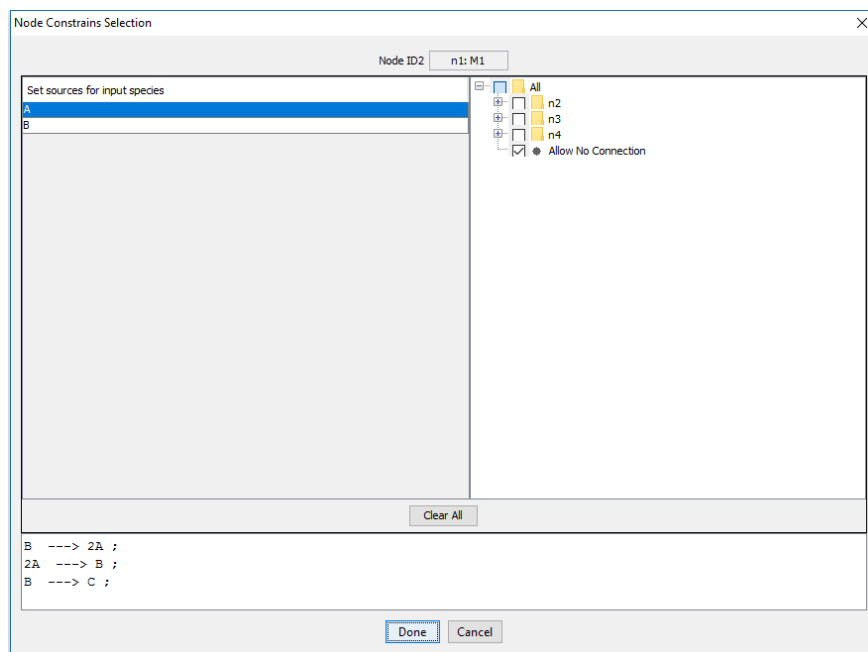 Node Constrains Selection
Node ID2 n1: M1
Set sources for input species
A
B
All
n2
n3
n4
Allow No Connection
Clear All
B ---> 2A ;
2A ---> B ;
B ---> C ;
Done Cancel